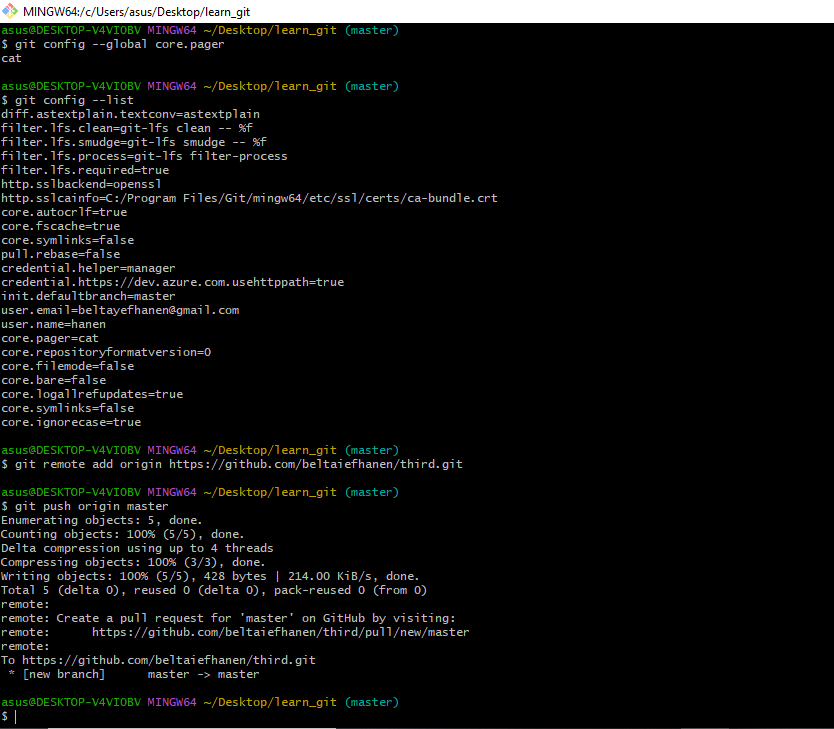 MINGW64:/c/Users/asus/Desktop/learn_git
asus@DESKTOP-V4VIOBV MINGW64 ~/Desktop/learn_git (master)
$ git config --global core.pager
cat
asus@DESKTOP-V4VIOBV MINGW64 ~/Desktop/learn_git (master)
$ git config --list
diff.astextplain.textconv=astextplain
filter.lfs.clean=git-lfs clean -- %f
filter.lfs.smudge=git-lfs smudge -- %f
filter.lfs.process=git-lfs filter-process
filter.lfs.required=true
http.sslbackend=openssl
http.sslcainfo=C:/Program Files/Git/mingw64/etc/ssl/certs/ca-bundle.crt
core.autocrlf=true
core.fscache=true
core.symlinks=false
pull.rebase=false
credential.helper=manager
credential.https://dev.azure.com.usehttppath=true
init.defaultbranch=master
user.email=beltayefhanen@gmail.com
user.name=hanen
core.pager=cat
core.repositoryformatversion=0
core.filemode=false
core.bare=false
core.logallrefupdates=true
core.symlinks=false
core.ignorecase=true
asus@DESKTOP-V4VIOBV MINGW64 ~/Desktop/learn_git (master)
$ git remote add origin https://github.com/beltaiefhanen/third.git
asus@DESKTOP-V4VIOBV MINGW64 ~/Desktop/learn_git (master)
$ git push origin master
Enumerating objects: 5, done.
Counting objects: 100% (5/5), done.
Delta compression using up to 4 threads
Compressing objects: 100% (3/3), done.
Writing objects: 100% (5/5), 428 bytes | 214.00 KiB/s, done.
Total 5 (delta 0), reused 0 (delta 0), pack-reused 0 (from 0)
remote:
remote: Create a pull request for 'master' on GitHub by visiting:
remote:      https://github.com/beltaiefhanen/third/pull/new/master
remote:
To https://github.com/beltaiefhanen/third.git
 * [new branch]      master -> master
asus@DESKTOP-V4VIOBV MINGW64 ~/Desktop/learn_git (master)
$